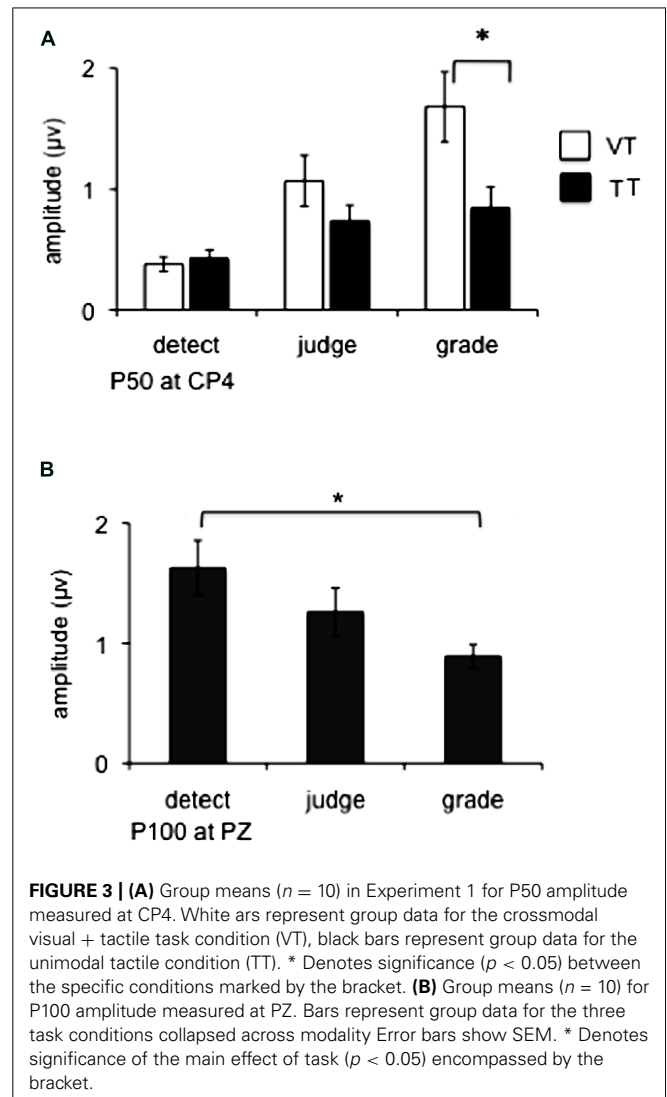 A
*
2
VT
TT
1
amplitude (μv)
0
detect judge grade
P50 at CP4
B
*
2
amplitude (μv)
1
0
detect judge grade
P100 at PZ
FIGURE 3 | (A) Group means (n = 10) in Experiment 1 for P50 amplitude
measured at CP4. White ars represent group data for the crossmodal
visual + tactile task condition (VT), black bars represent group data for the
unimodal tactile condition (TT). * Denotes significance (p < 0.05) between
the specific conditions marked by the bracket. (B) Group means (n = 10) for
P100 amplitude measured at PZ. Bars represent group data for the three
task conditions collapsed across modality Error bars show SEM. * Denotes
significance of the main effect of task (p < 0.05) encompassed by the
bracket.